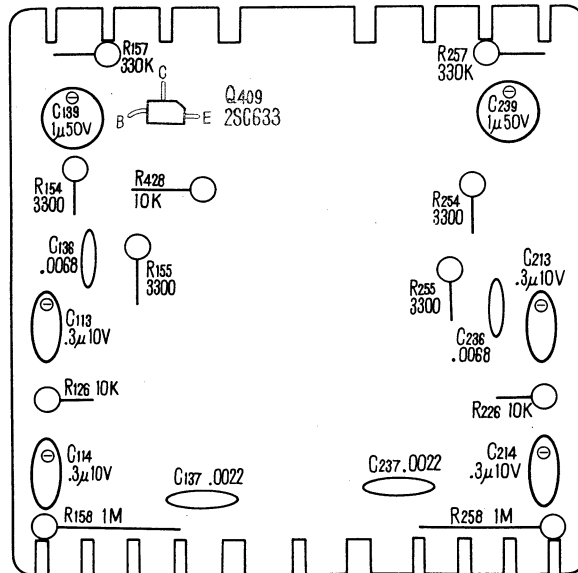 R157
330K
R257
330K
C
B
E
Q409
2SC633
C139
1μ50V
C239
1μ50V
R154
3300
R428
10K
R254
3300
C136
.0068
R155
3300
R255
3300
C213
.3μ10V
C113
.3μ10V
C236
.0068
R126 10K
R226 10K
C114
.3μ10V
C137 .0022
C237 .0022
C214
.3μ10V
R158 1M
R258 1M